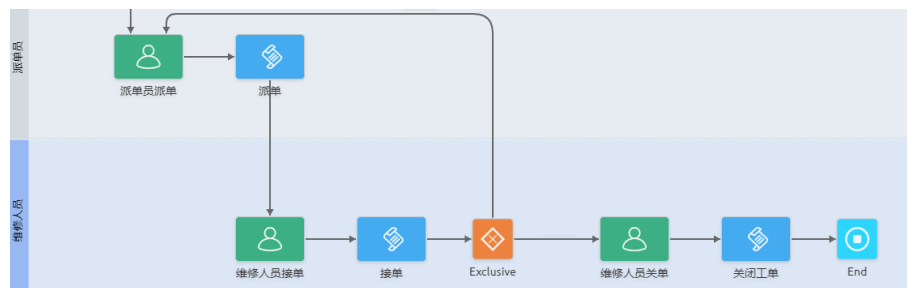 派单员
派单员派单
派单
维修人员
维修人员接单
接单
Exclusive
维修人员关单
关闭工单
End